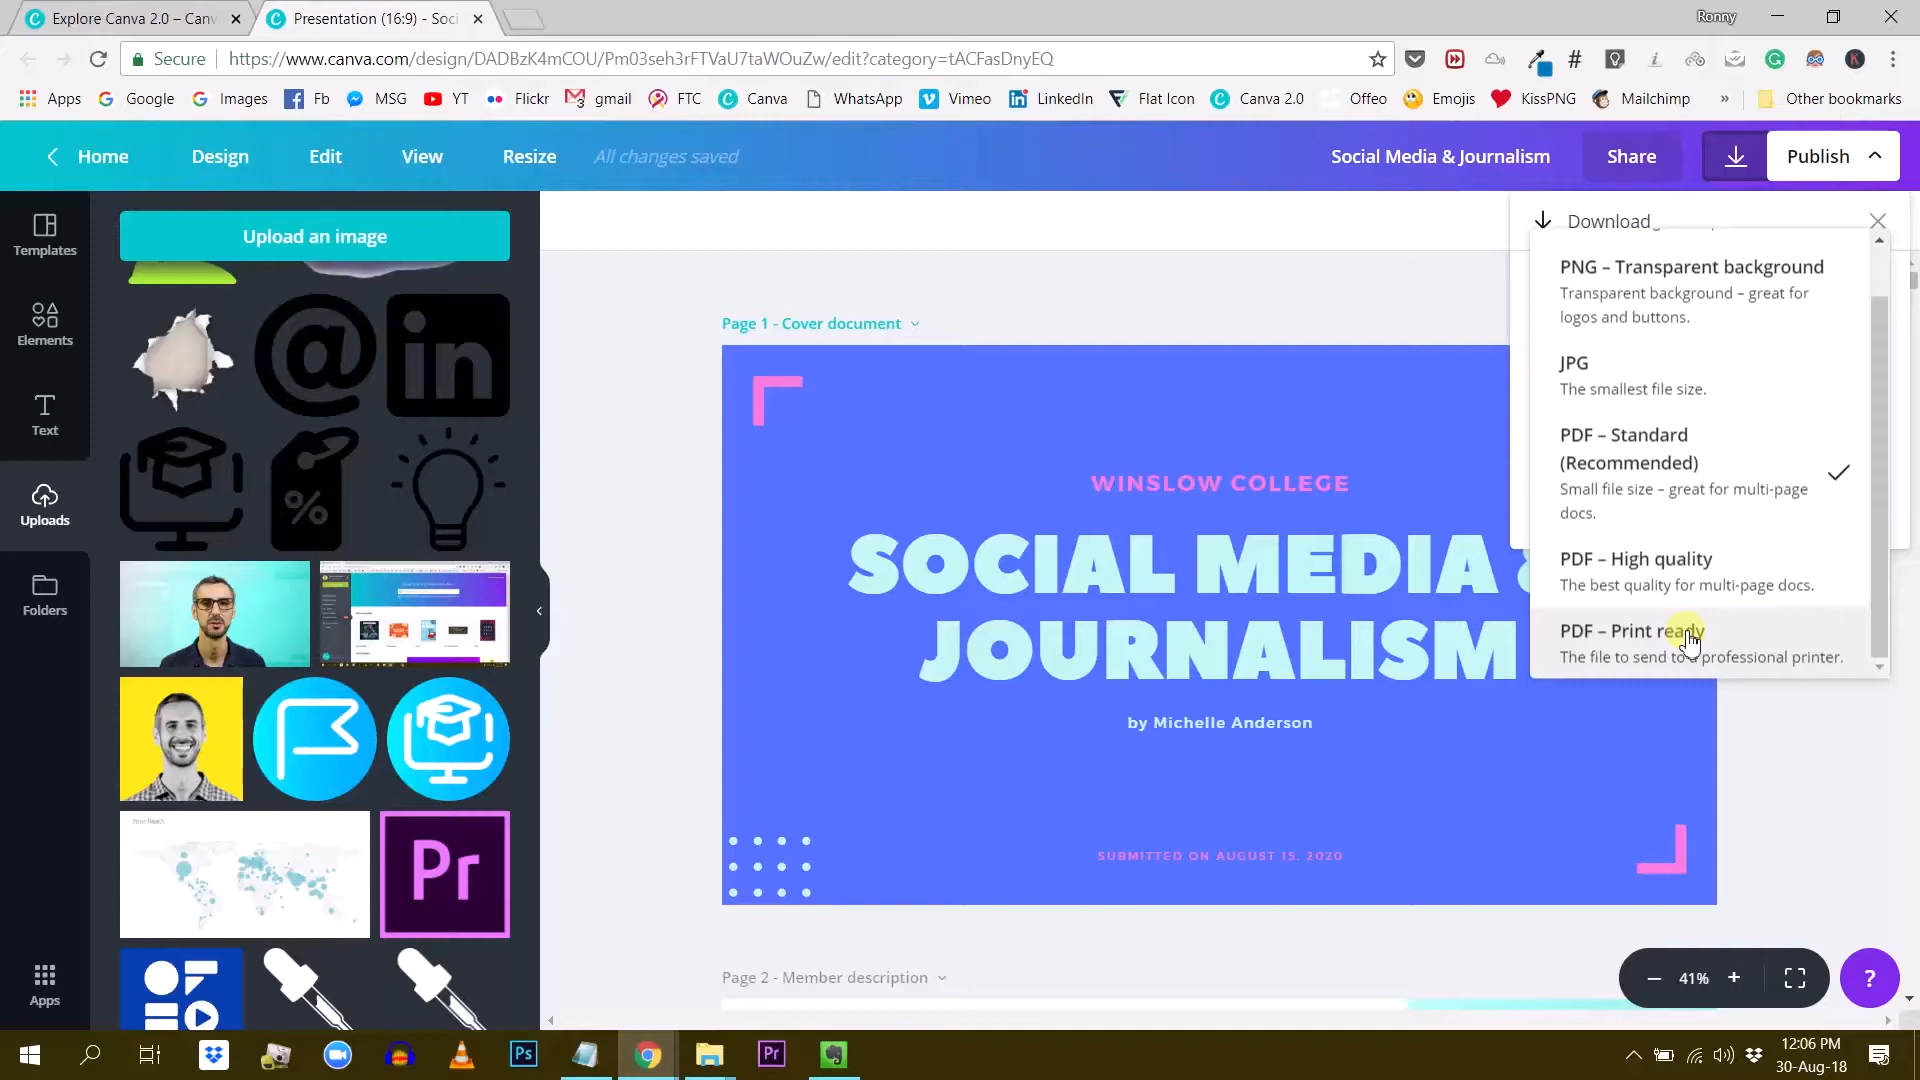 Explore Canva 2.0 – Canv
Presentation (16:9) - Soci
Ronny
Secure
https://www.canva.com/design/DADBzK4mCOU/Pm03seh3rFTVaU7taWOuZw/edit?category=tACFasDnyEQ
Apps
Google
Images
Fb
MSG
YT
Flickr
gmail
FTC
Canva
WhatsApp
Vimeo
LinkedIn
Flat Icon
Canva 2.0
Offeo
Emojis
KissPNG
Mailchimp
»
Other bookmarks
Home
Design
Edit
View
Resize
All changes saved
Social Media & Journalism
Share
Publish
Templates
Elements
Text
Uploads
Folders
Apps
Upload an image
in
%
Your Reach
Pr
Page 1 - Cover document
WINSLOW COLLEGE
SOCIAL MEDIA
JOURNALISM
by Michelle Anderson
SUBMITTED ON AUGUST 15, 2020
Page 2 - Member description
Download
PNG – Transparent background
Transparent background – great for
logos and buttons.
JPG
The smallest file size.
PDF – Standard
(Recommended)
Small file size – great for multi-page
docs.
PDF – High quality
The best quality for multi-page docs.
PDF – Print ready
The file to send to a professional printer.
41%
?
Ps
Pr
12:06 PM
30-Aug-18